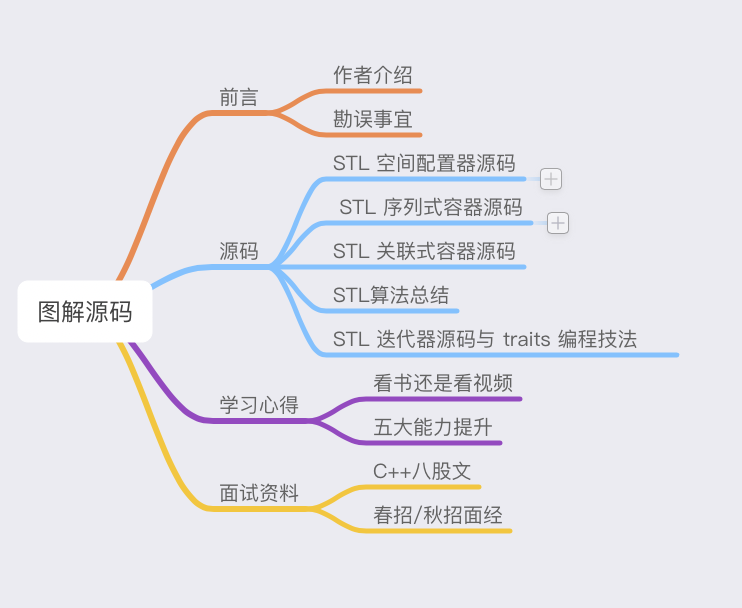 图解源码
前言
作者介绍
勘误事宜
源码
STL 空间配置器源码
STL 序列式容器源码
STL 关联式容器源码
STL算法总结
STL 迭代器源码与 traits 编程技法
学习心得
看书还是看视频
五大能力提升
面试资料
C++八股文
春招/秋招面经